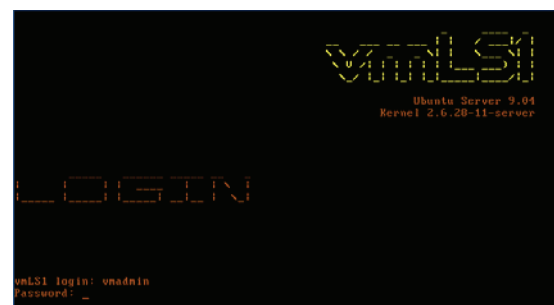 vmLS1
Ubuntu Server 9.04
Kernel 2.6.28-11-server
LOGIN
vmLS1 login: vmadmin
Password: _